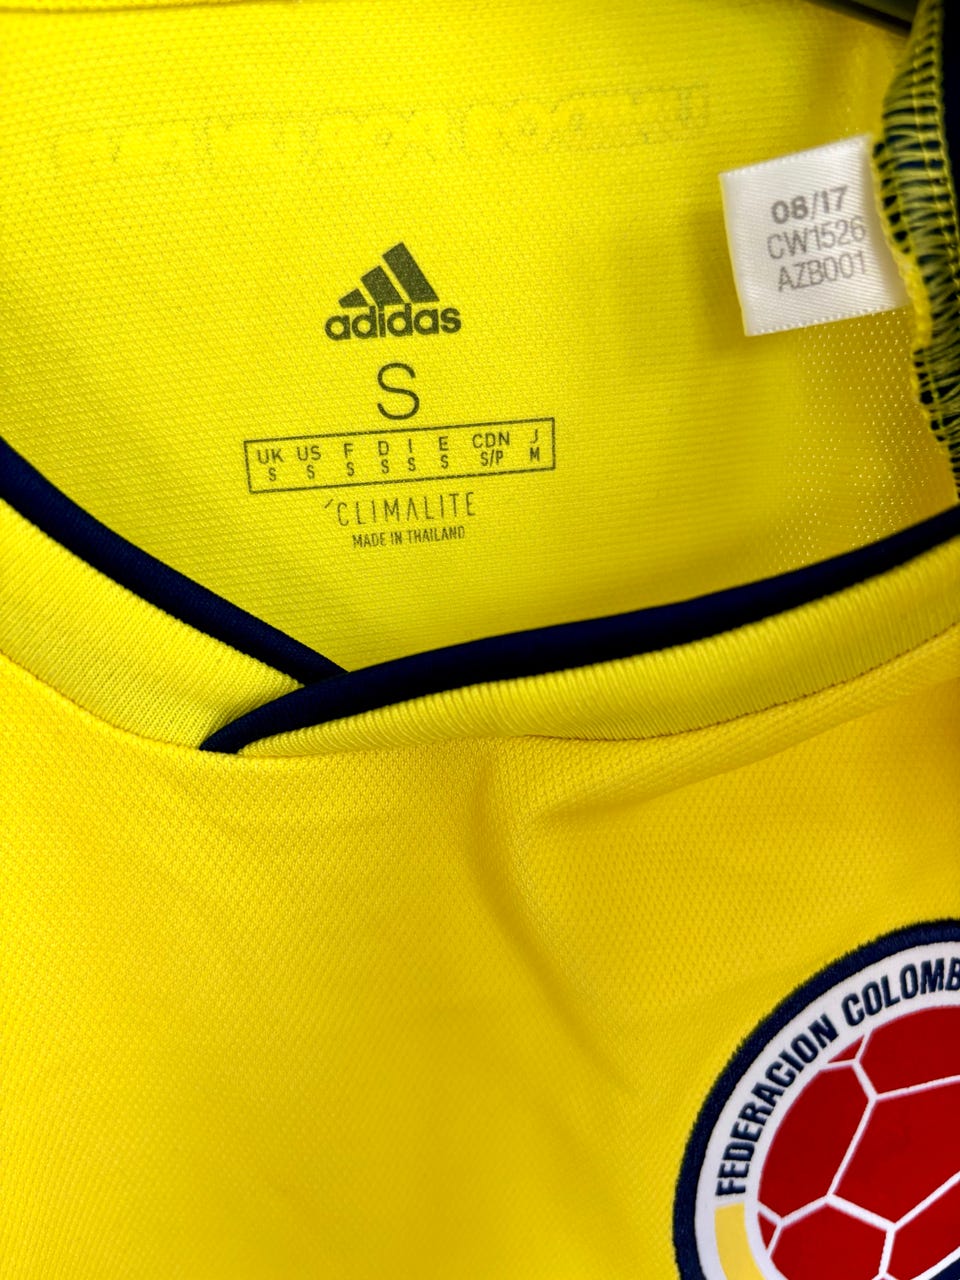 08/17
CW1526
AZB001
adidas
S
UK US F D I E CDN J
S S S S S S S/P M
CLIMALITE
MADE IN THAILAND
FEDERACION COLOMB